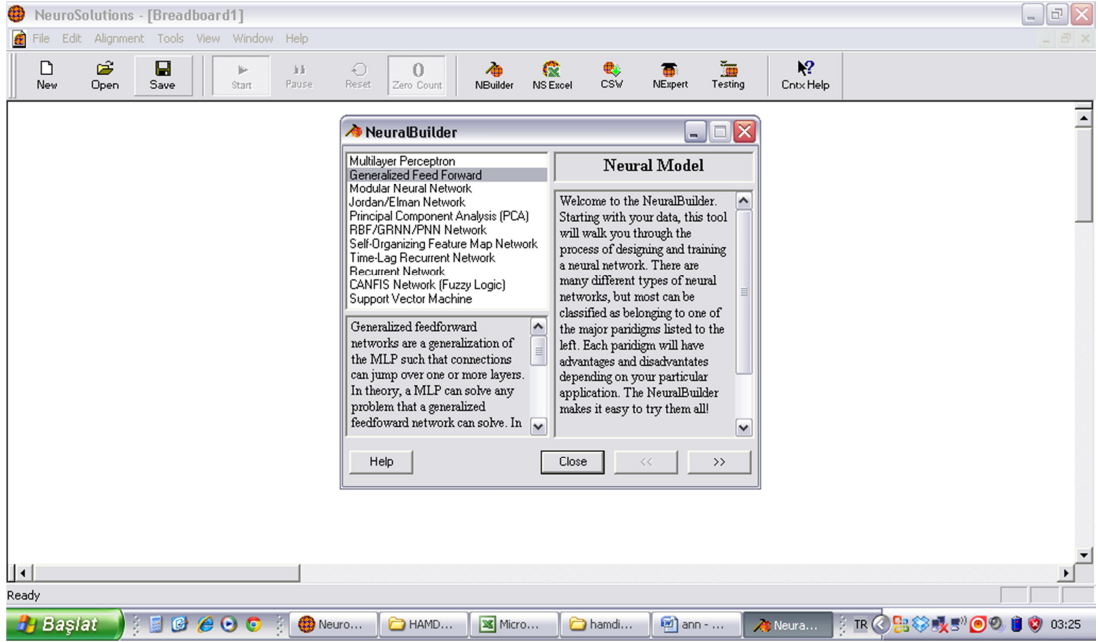 NeuroSolutions - [Breadboard1]
File Edit Alignment Tools View Window Help
New Open Save Start Pause Reset Zero Count NBuilder NS Excel CSW NExpert Testing Cntx Help
NeuralBuilder
Multilayer Perceptron
Generalized Feed Forward
Modular Neural Network
Jordan/Elman Network
Principal Component Analysis (PCA)
RBF/GRNN/PNN Network
Self-Organizing Feature Map Network
Time-Lag Recurrent Network
Recurrent Network
CANFIS Network (Fuzzy Logic)
Support Vector Machine
Generalized feedforward
networks are a generalization of
the MLP such that connections
can jump over one or more layers.
In theory, a MLP can solve any
problem that a generalized
feedfoward network can solve. In
Neural Model
Welcome to the NeuralBuilder.
Starting with your data, this tool
will walk you through the
process of designing and training
a neural network. There are
many different types of neural
networks, but most can be
classified as belonging to one of
the major paridigms listed to the
left. Each paridigm will have
advantages and disadvantates
depending on your particular
application. The NeuralBuilder
makes it easy to try them all!
Help Close << >>
Ready
Başlat Neuro... HAMD... Micro... hamdi... ann - ... Neura... TR 03:25